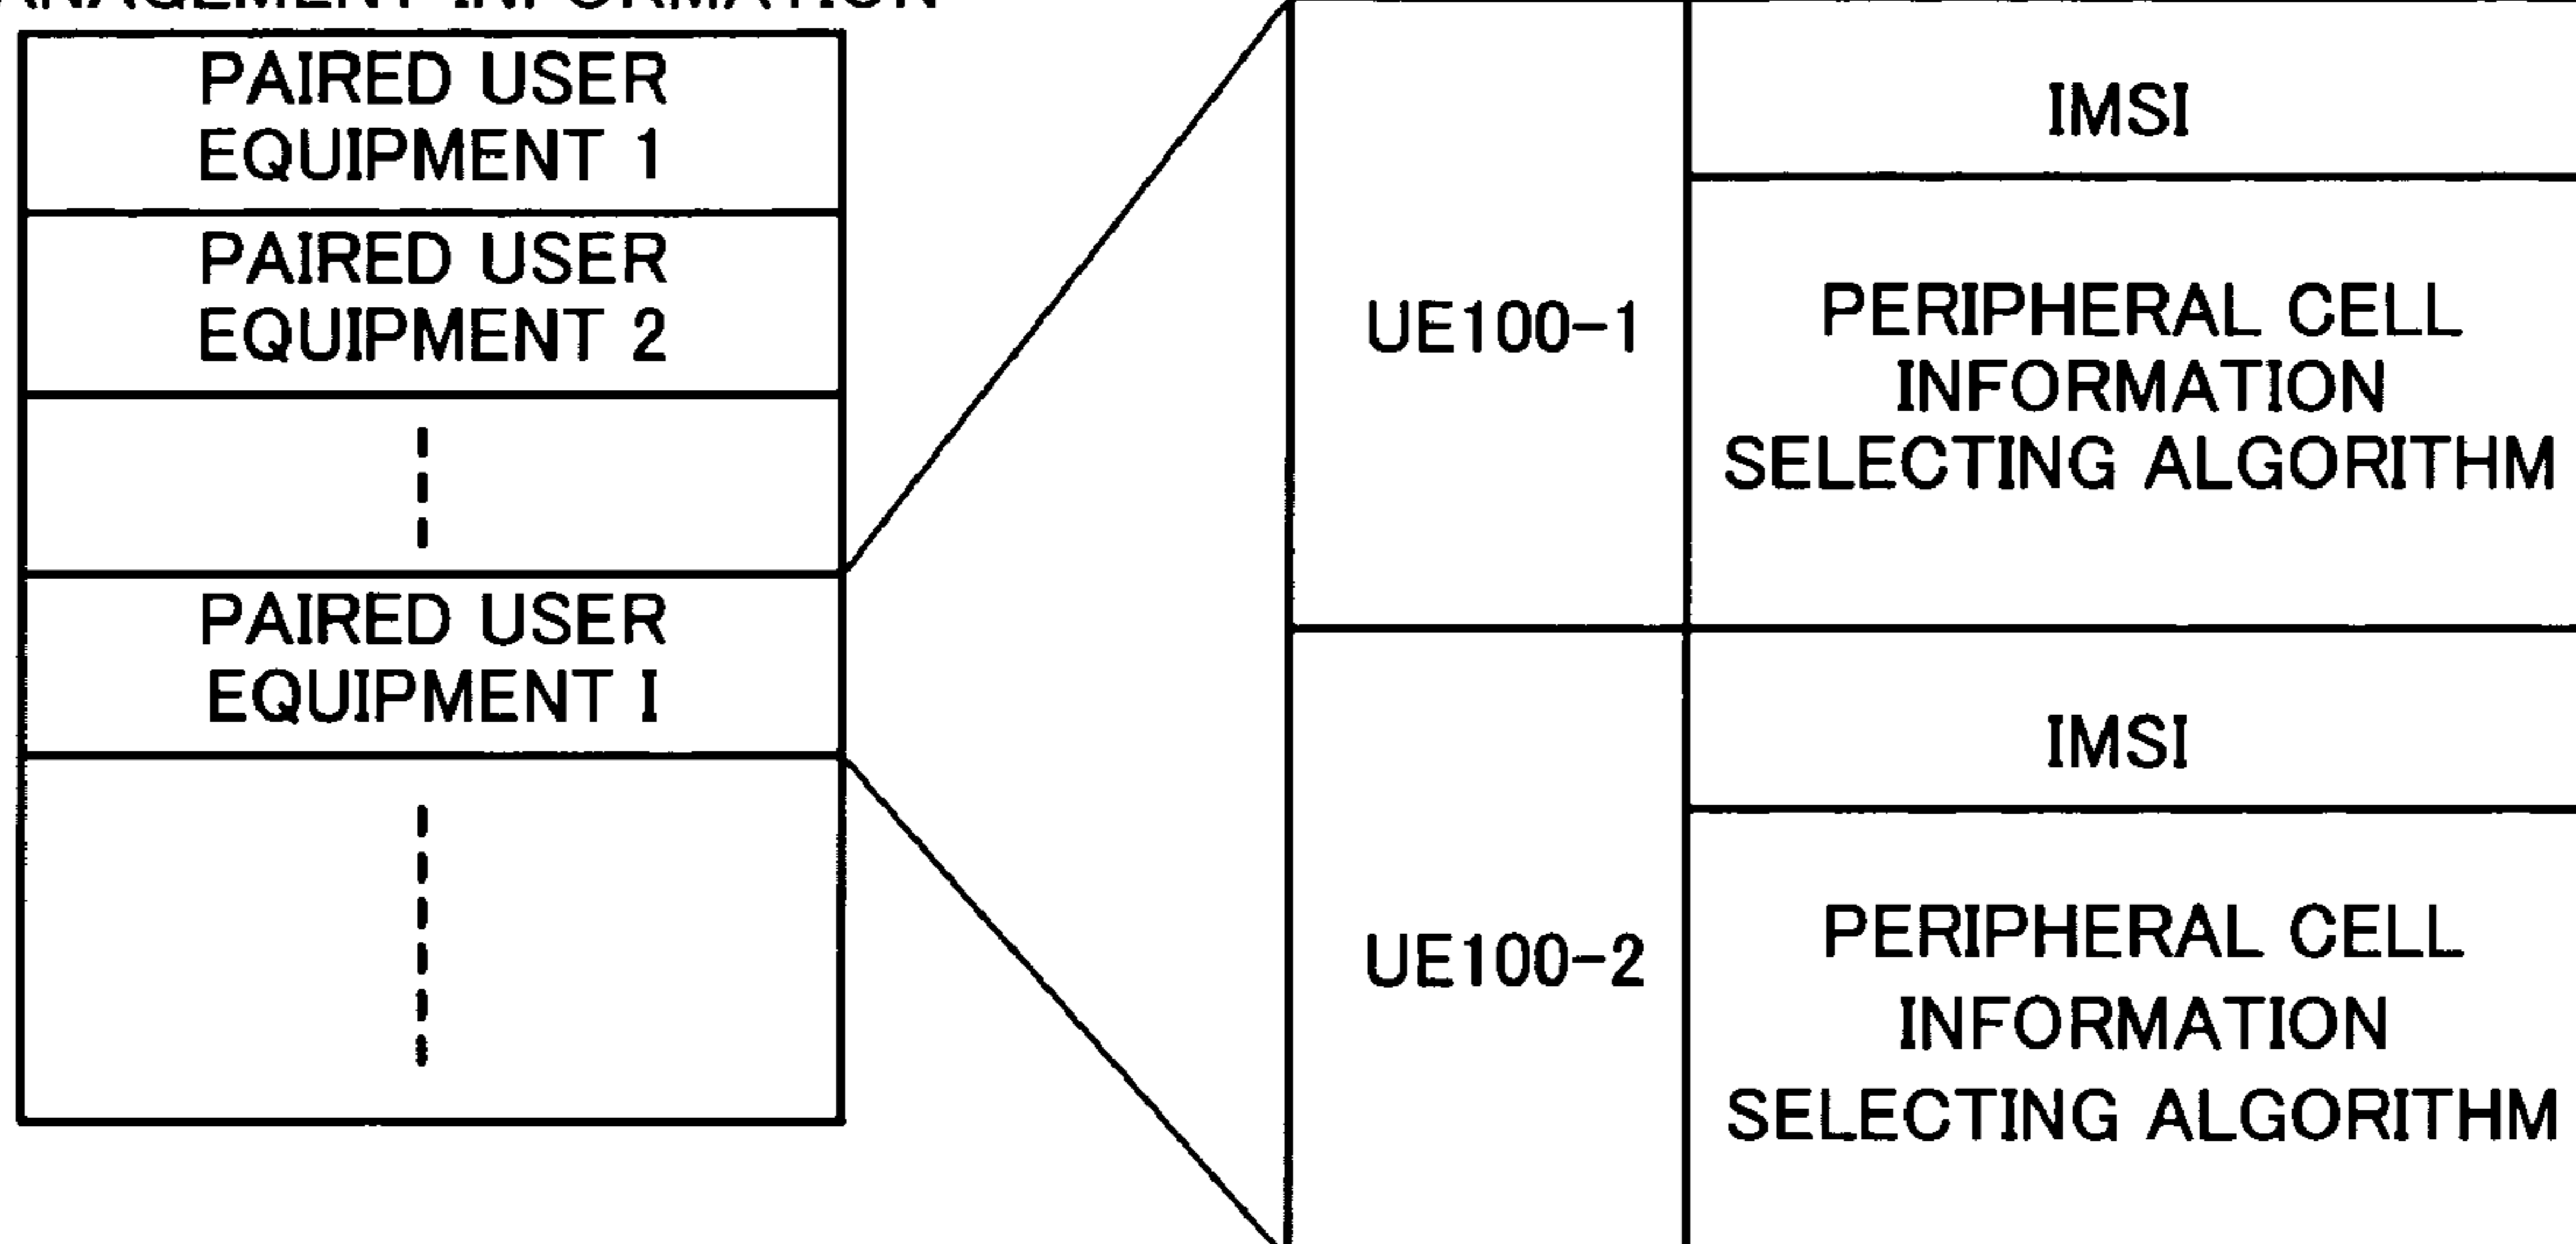 PAIRED USER
EQUIPMENT 1
PAIRED USER
EQUIPMENT 2
PAIRED USER
EQUIPMENT I
UE100-1
IMSI
PERIPHERAL CELL
INFORMATION
SELECTING ALGORITHM
UE100-2
IMSI
PERIPHERAL CELL
INFORMATION
SELECTING ALGORITHM